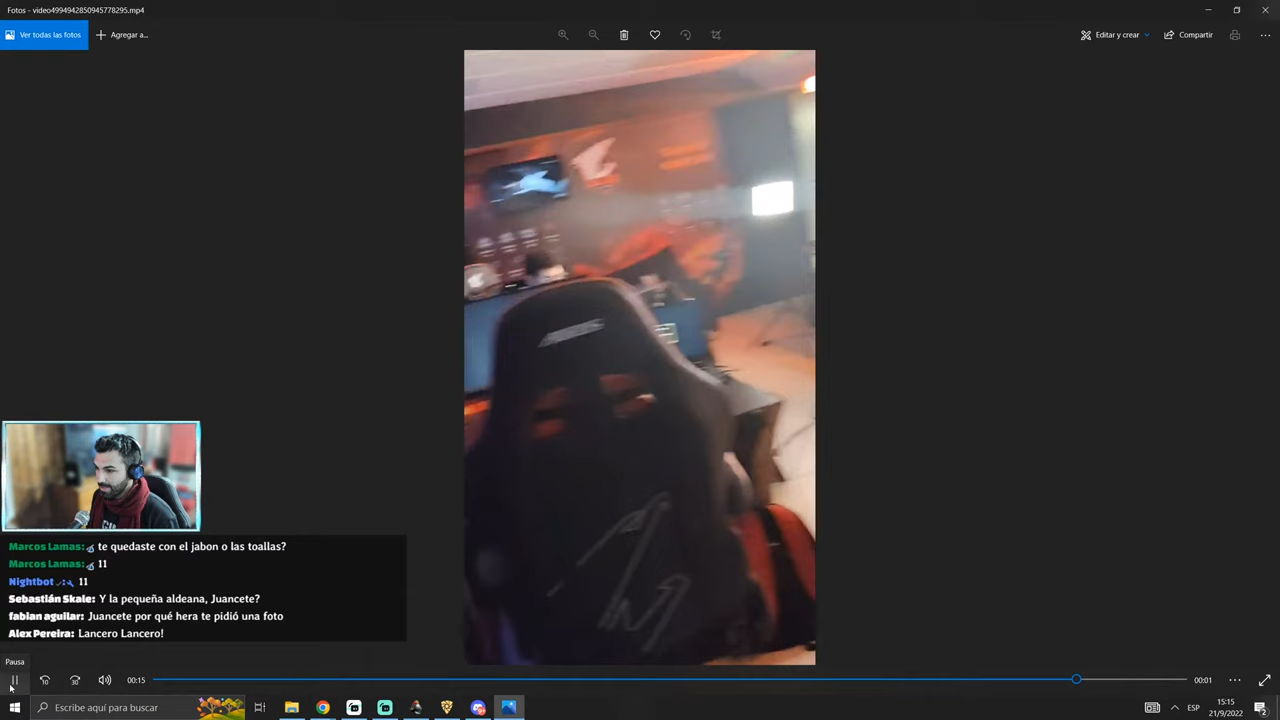 Fotos - video4994942850945778295.mp4
Ver todas las fotos
Agregar a...
Editar y crear
Compartir
Marcos Lamas: te quedaste con el jabon o las toallas?
Marcos Lamas: 11
Nightbot : 11
Sebastián Skale: Y la pequeña aldeana, Juancete?
fabian aguilar: Juancete por qué hera te pidió una foto
Alex Pereira: Lancero Lancero!
Pausa
10
30
00:15
00:01
Escribe aquí para buscar
ESP
15:15
21/9/2022
2